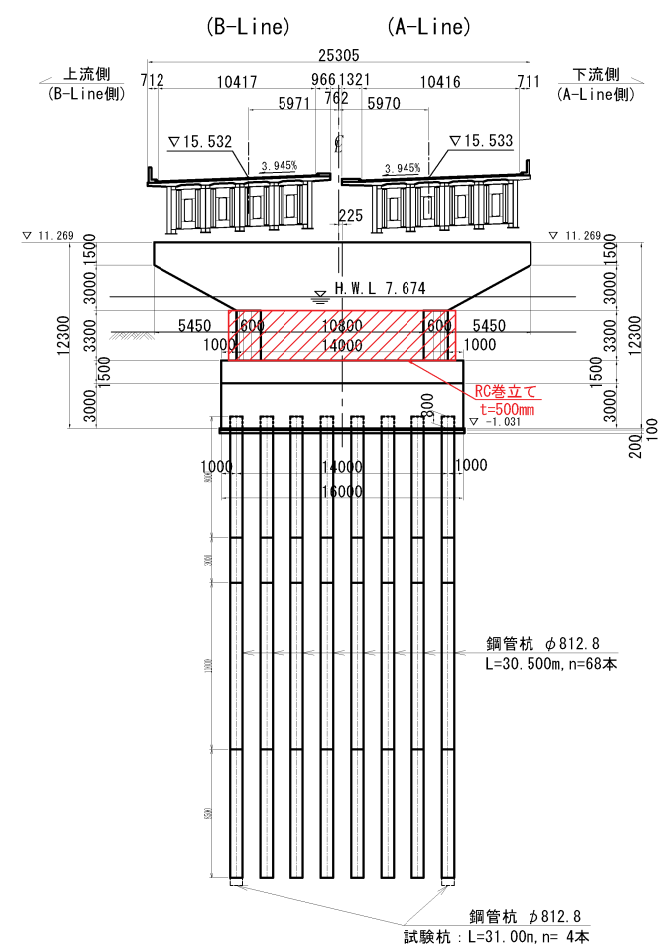 (B-Line) (A-Line)
25305
上流側 712 10417 966 1321 10416 711 下流側
(B-Line側) 762 (A-Line側)
5971 5970
▽15.532 ▽15.533
3.945% 3.945%
225
▽ 11.269 ▽ 11.269
1500 1500
3000 H.W.L 7.674 3000
12300 12300
3300 5450 1600 10800 1600 5450 3300
1000 14000 1000
1500 1500
RC巻立て
t=500mm
3000 800 3000
▽ -1.031
200 100
1000 14000 1000
16000
3000
鋼管杭 φ812.8
L=30.500m,n=68本
鋼管杭 φ812.8
試験杭：L=31.00m,n= 4本